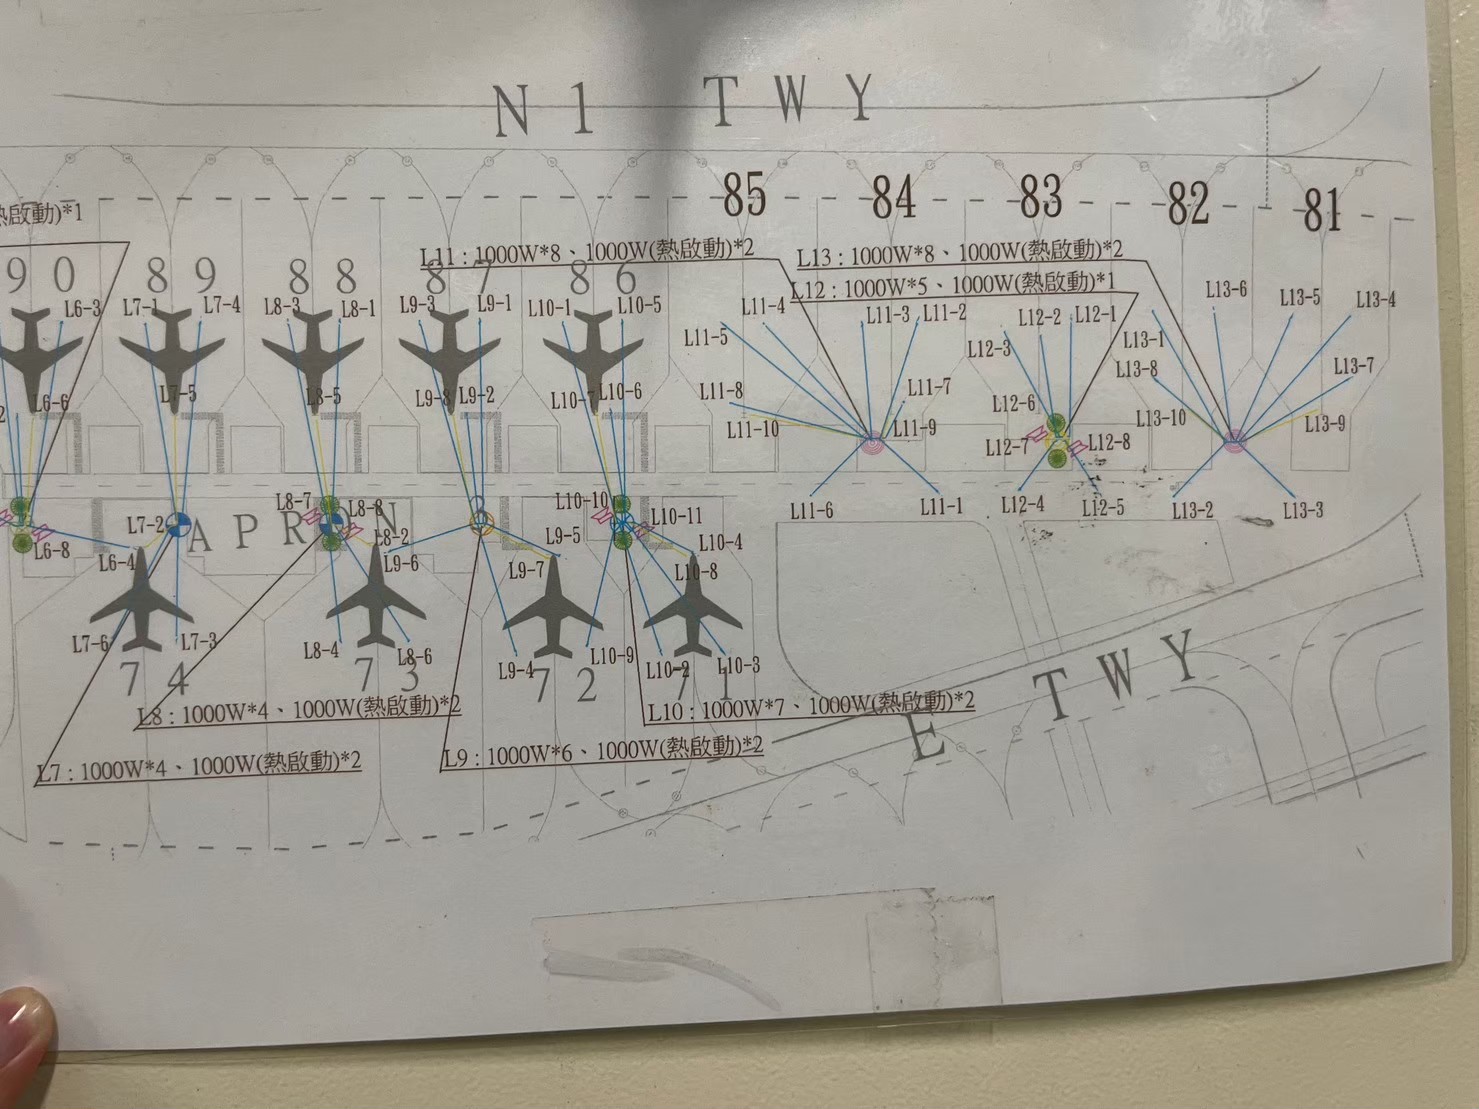 N1 TWY
85 84 83 82 81
熱啟動)*1
L11：1000W*8、1000W(熱啟動)*2
L13：1000W*8、1000W(熱啟動)*2
90 89 88 87 86
L12：1000W*5、1000W(熱啟動)*1
L6-3 L7-1 L7-4 L8-3 L8-1 L9-3 L9-1 L10-1 L10-5 L11-4 L11-3 L11-2 L12-2 L12-1 L13-6 L13-5 L13-4
L11-5 L12-3 L13-1
L13-8 L13-7
L6-6 L7-5 L8-5 L9-8 L9-2 L10-7 L10-6 L11-8 L11-7
L12-6
L11-10 L11-9 L13-10 L13-9
L12-7 L12-8
L8-7 L8-8 L10-10 L11-6 L11-1 L12-4 L12-5 L13-2 L13-3
L7-2 APRON L10-11
L6-8 L6-4 L8-2 L9-6 L9-5 L10-4
L9-7 L10-8
L7-6 L7-3 L8-4 L8-6 L9-4 L10-9 L10-2 L10-3
74 73 72 71
E TWY
L8：1000W*4、1000W(熱啟動)*2
L10：1000W*7、1000W(熱啟動)*2
L7：1000W*4、1000W(熱啟動)*2
L9：1000W*6、1000W(熱啟動)*2